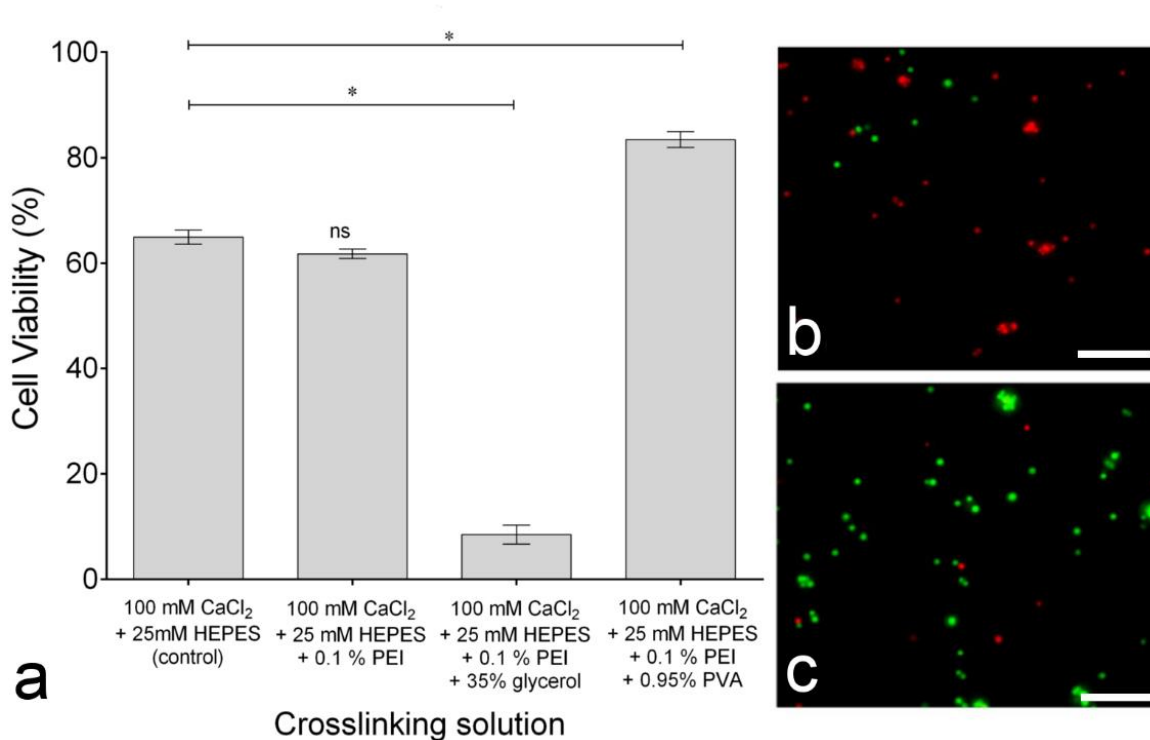 *
*
100
80
60
40
20
0
Cell Viability (%)
ns
100 mM CaCl₂
+ 25mM HEPES
(control)
100 mM CaCl₂
+ 25 mM HEPES
+ 0.1 % PEI
100 mM CaCl₂
+ 25 mM HEPES
+ 0.1 % PEI
+ 35% glycerol
100 mM CaCl₂
+ 25 mM HEPES
+ 0.1 % PEI
+ 0.95% PVA
Crosslinking solution
a
b
c